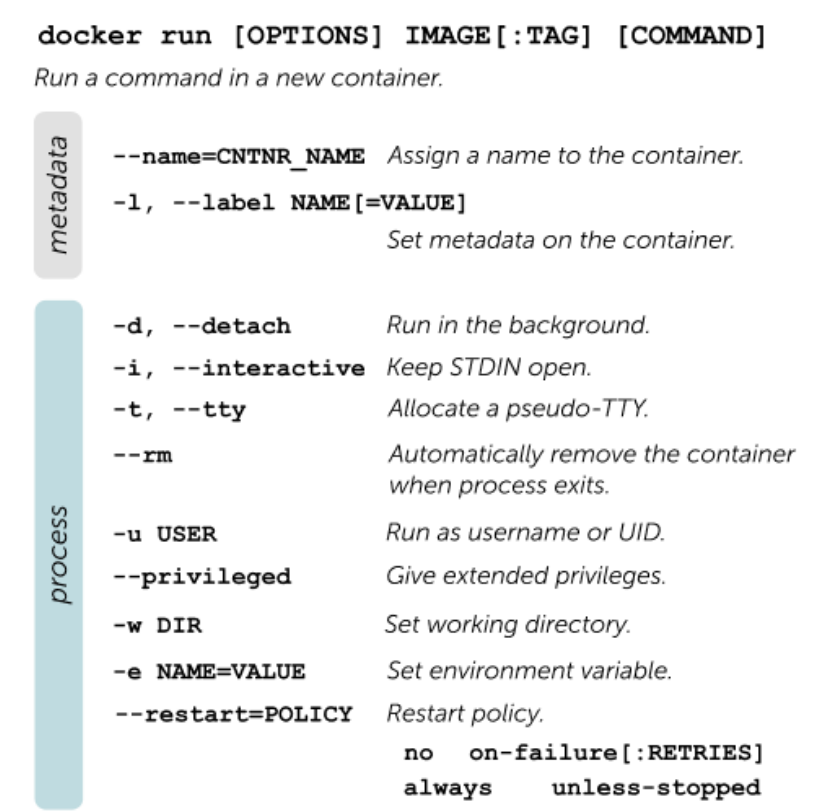 docker run [OPTIONS] IMAGE[:TAG] [COMMAND]
Run a command in a new container.
metadata
--name=CNTNR_NAME Assign a name to the container.
-l, --label NAME[=VALUE]
Set metadata on the container.
process
-d, --detach Run in the background.
-i, --interactive Keep STDIN open.
-t, --tty Allocate a pseudo-TTY.
--rm Automatically remove the container
when process exits.
-u USER Run as username or UID.
--privileged Give extended privileges.
-w DIR Set working directory.
-e NAME=VALUE Set environment variable.
--restart=POLICY Restart policy.
no on-failure[:RETRIES]
always unless-stopped